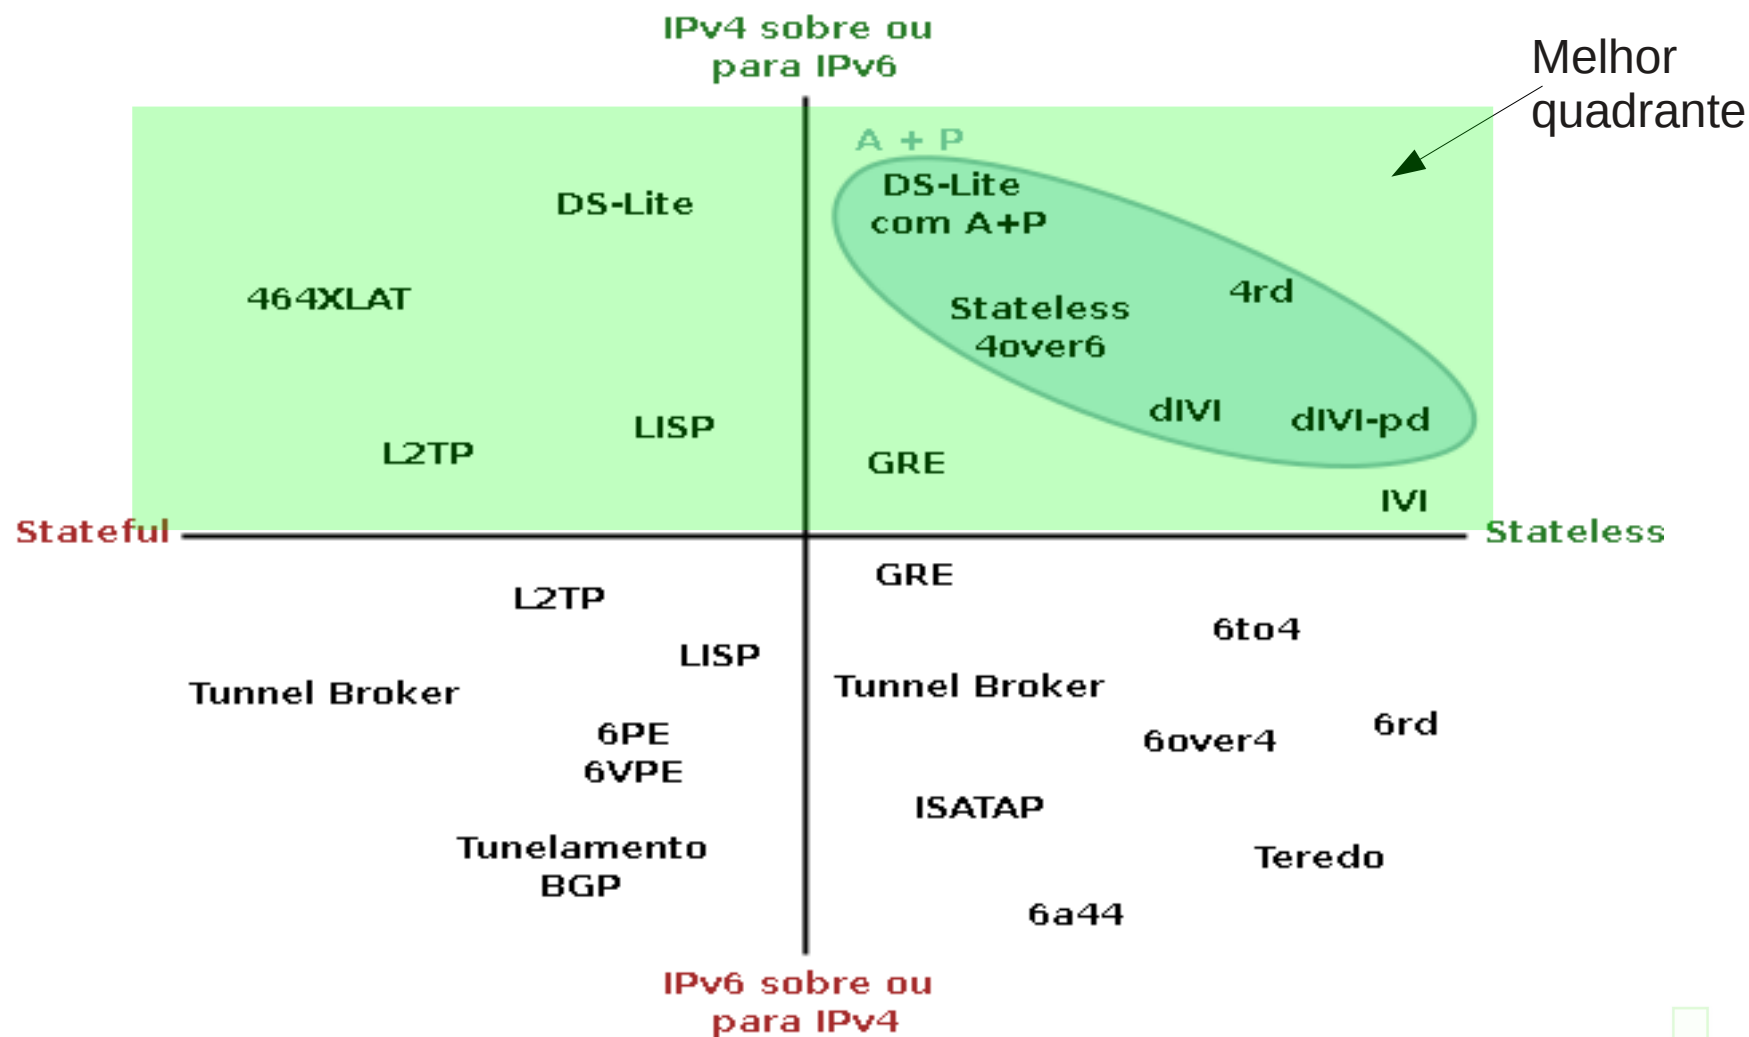 IPv4 sobre ou
para IPv6
Melhor
quadrante
A + P
DS-Lite
com A+P
DS-Lite
4rd
464XLAT
Stateless
4over6
dIVI
dIVI-pd
LISP
L2TP
GRE
IVI
Stateful
Stateless
GRE
L2TP
6to4
LISP
Tunnel Broker
Tunnel Broker
6rd
6PE
6over4
6VPE
ISATAP
Tunelamento
BGP
Teredo
6a44
IPv6 sobre ou
para IPv4